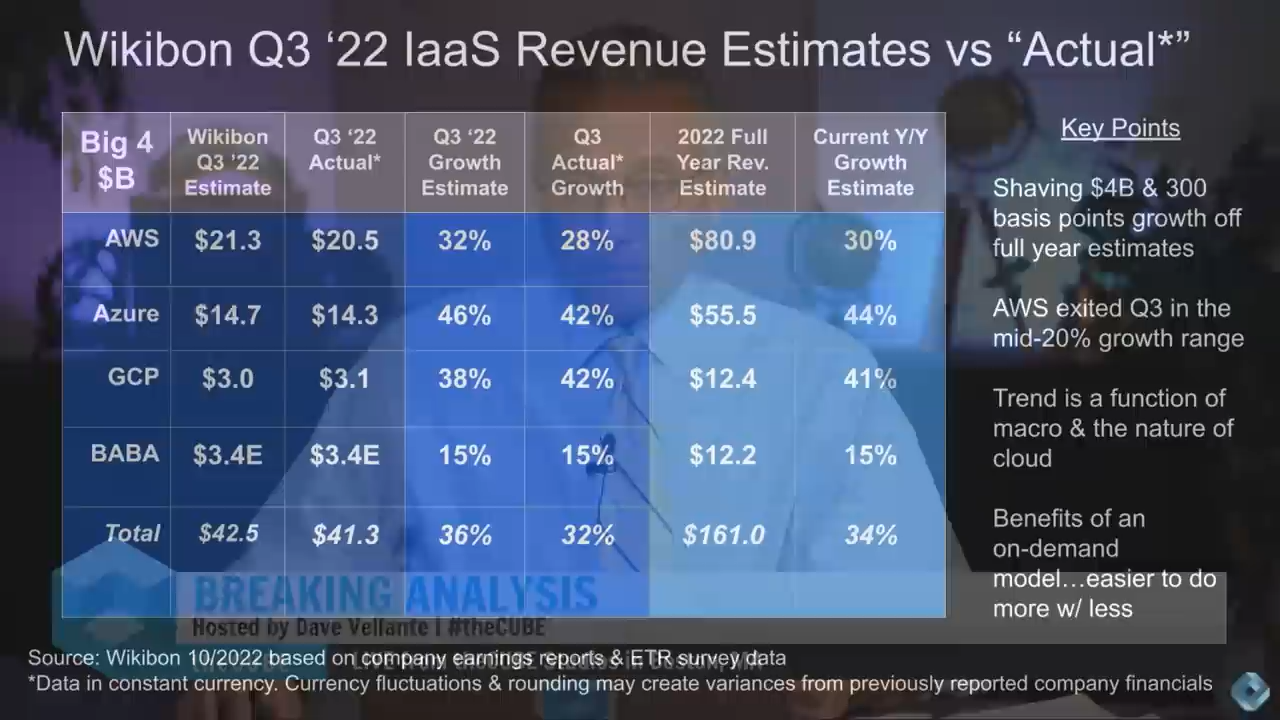 Wikibon Q3 ‘22 IaaS Revenue Estimates vs “Actual*”
Big 4 $B
Wikibon Q3 ’22 Estimate
Q3 ‘22 Actual*
Q3 ‘22 Growth Estimate
Q3 Actual* Growth
2022 Full Year Rev. Estimate
Current Y/Y Growth Estimate
AWS $21.3 $20.5 32% 28% $80.9 30%
Azure $14.7 $14.3 46% 42% $55.5 44%
GCP $3.0 $3.1 38% 42% $12.4 41%
BABA $3.4E $3.4E 15% 15% $12.2 15%
Total $42.5 $41.3 36% 32% $161.0 34%
Key Points
Shaving $4B & 300
basis points growth off
full year estimates
AWS exited Q3 in the
mid-20% growth range
Trend is a function of
macro & the nature of
cloud
Benefits of an
on-demand
model…easier to do
more w/ less
BREAKING ANALYSIS
Hosted by Dave Vellante | #theCUBE
Source: Wikibon 10/2022 based on company earnings reports & ETR survey data
*Data in constant currency. Currency fluctuations & rounding may create variances from previously reported company financials